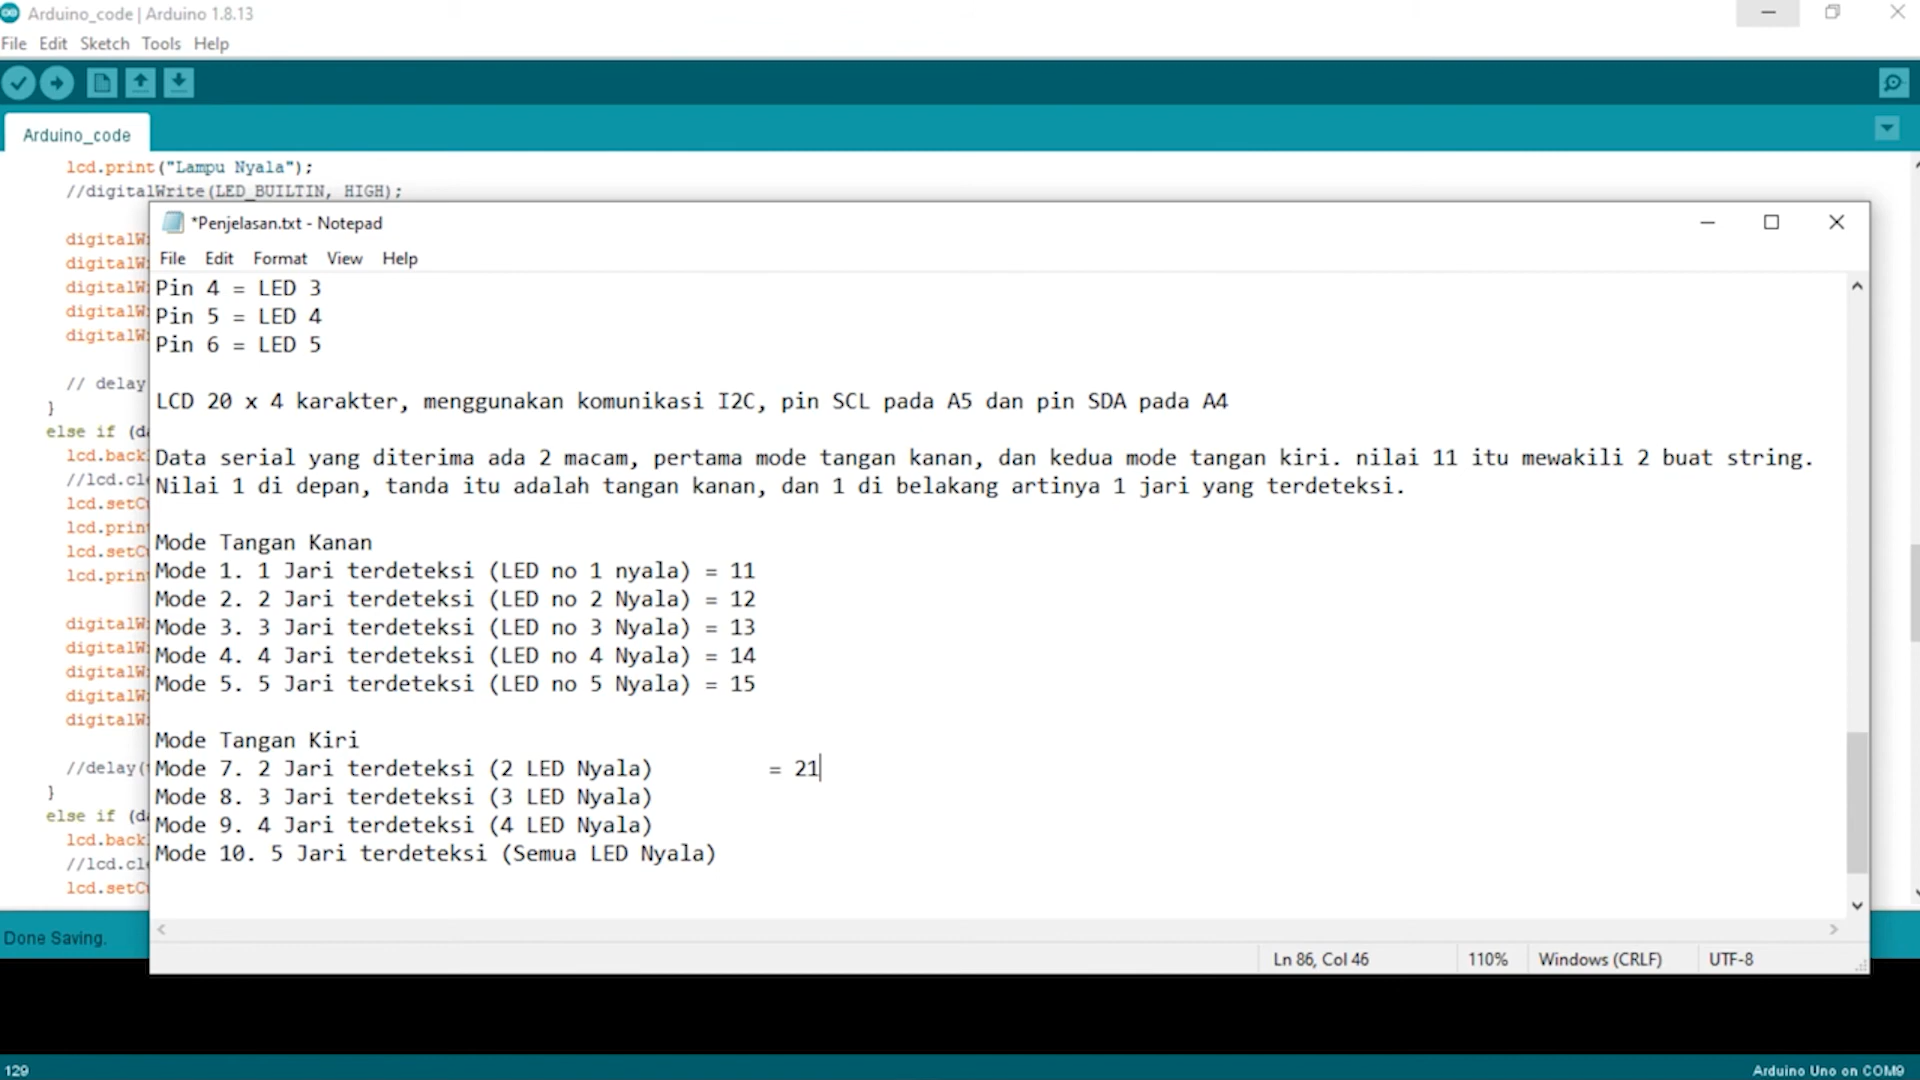 Arduino_code | Arduino 1.8.13
File Edit Sketch Tools Help
Arduino_code
lcd.print("Lampu Nyala");
//digitalWrite(LED_BUILTIN, HIGH);
*Penjelasan.txt - Notepad
File Edit Format View Help
Pin 4 = LED 3
Pin 5 = LED 4
Pin 6 = LED 5
LCD 20 x 4 karakter, menggunakan komunikasi I2C, pin SCL pada A5 dan pin SDA pada A4
Data serial yang diterima ada 2 macam, pertama mode tangan kanan, dan kedua mode tangan kiri. nilai 11 itu mewakili 2 buat string.
Nilai 1 di depan, tanda itu adalah tangan kanan, dan 1 di belakang artinya 1 jari yang terdeteksi.
Mode Tangan Kanan
Mode 1. 1 Jari terdeteksi (LED no 1 nyala) = 11
Mode 2. 2 Jari terdeteksi (LED no 2 Nyala) = 12
Mode 3. 3 Jari terdeteksi (LED no 3 Nyala) = 13
Mode 4. 4 Jari terdeteksi (LED no 4 Nyala) = 14
Mode 5. 5 Jari terdeteksi (LED no 5 Nyala) = 15
Mode Tangan Kiri
Mode 7. 2 Jari terdeteksi (2 LED Nyala) = 21
Mode 8. 3 Jari terdeteksi (3 LED Nyala)
Mode 9. 4 Jari terdeteksi (4 LED Nyala)
Mode 10. 5 Jari terdeteksi (Semua LED Nyala)
Ln 86, Col 46 110% Windows (CRLF) UTF-8
digitalW
digitalW
digitalW
digitalW
digitalW
// delay
}
else if (d
lcd.back
//lcd.cl
lcd.setC
lcd.prin
lcd.setC
lcd.prin
digitalW
digitalW
digitalW
digitalW
digitalW
//delay(
}
else if (d
lcd.back
//lcd.cl
lcd.setC
Done Saving.
129
Arduino Uno on COM9